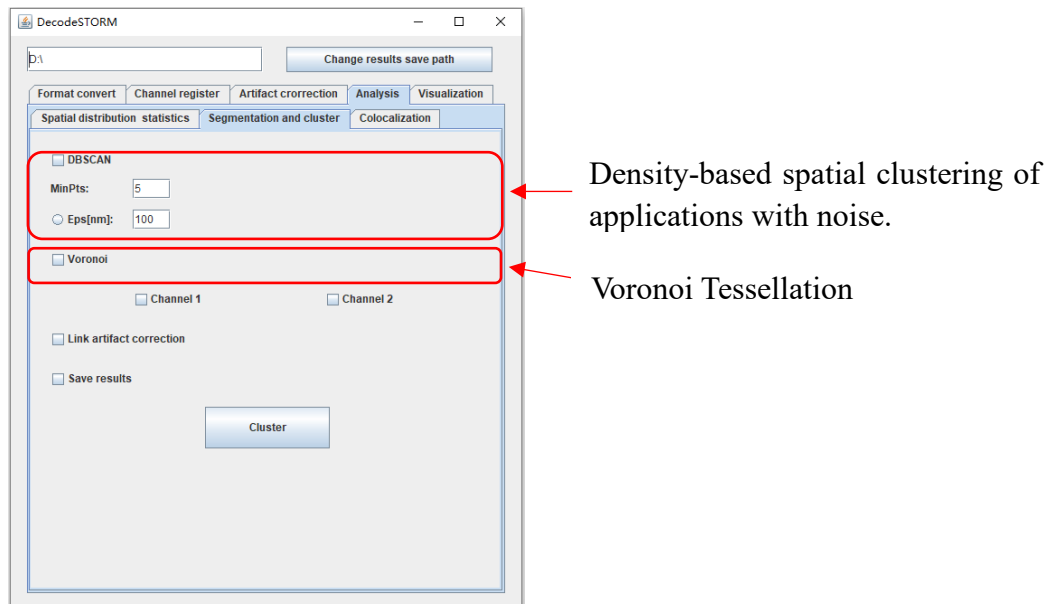 DecodeSTORM
D:\
Change results save path
Format convert Channel register Artifact crorrection Analysis Visualization
Spatial distribution statistics Segmentation and cluster Colocalization
DBSCAN
MinPts: 5
Eps[nm]: 100
Voronoi
Channel 1 Channel 2
Link artifact correction
Save results
Cluster
Density-based spatial clustering of
applications with noise.
Voronoi Tessellation